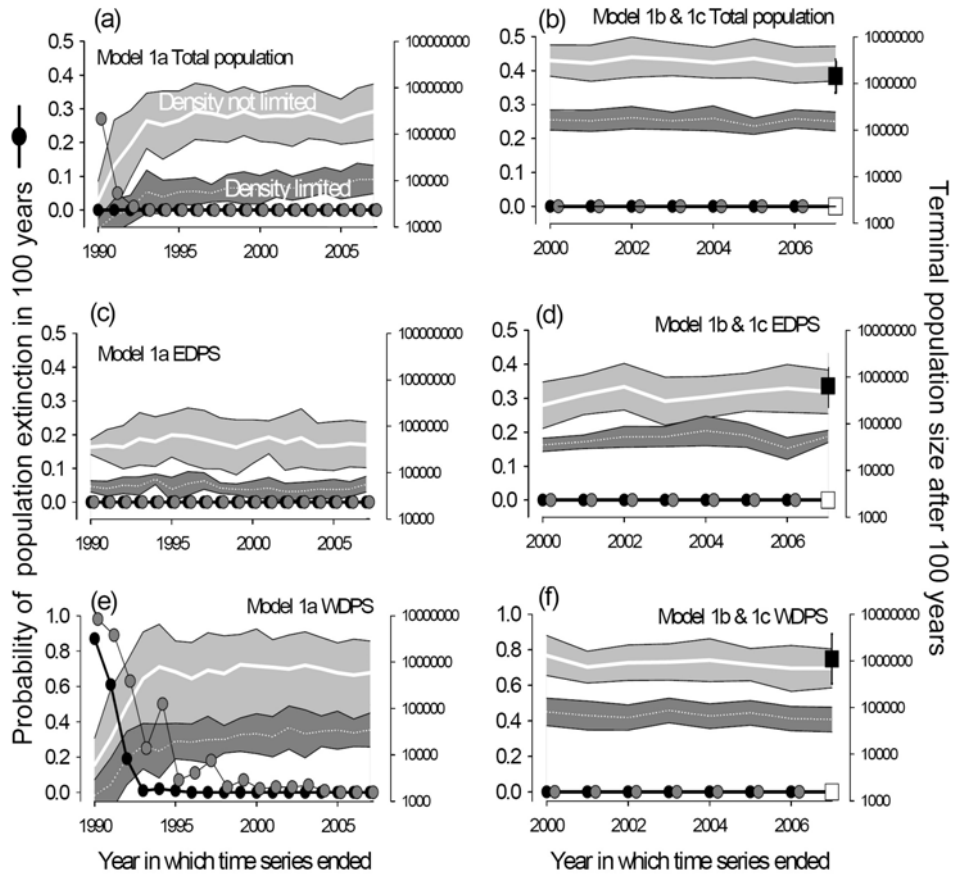 Probability of population extinction in 100 years
Terminal population size after 100 years
(a)
Model 1a Total population
Density not limited
Density limited
0.5
0.4
0.3
0.2
0.1
0.0
100000000
10000000
1000000
100000
10000
1990 1995 2000 2005
(b)
Model 1b & 1c Total population
0.5
0.4
0.3
0.2
0.1
0.0
10000000
1000000
100000
10000
1000
2000 2002 2004 2006
(c)
Model 1a EDPS
0.5
0.4
0.3
0.2
0.1
0.0
100000000
10000000
1000000
100000
10000
1990 1995 2000 2005
(d)
Model 1b & 1c EDPS
0.5
0.4
0.3
0.2
0.1
0.0
10000000
1000000
100000
10000
1000
2000 2002 2004 2006
(e)
Model 1a WDPS
1.0
0.8
0.6
0.4
0.2
0.0
10000000
1000000
100000
10000
1000
1990 1995 2000 2005
Year in which time series ended
(f)
Model 1b & 1c WDPS
1.0
0.8
0.6
0.4
0.2
0.0
10000000
1000000
100000
10000
1000
2000 2002 2004 2006
Year in which time series ended